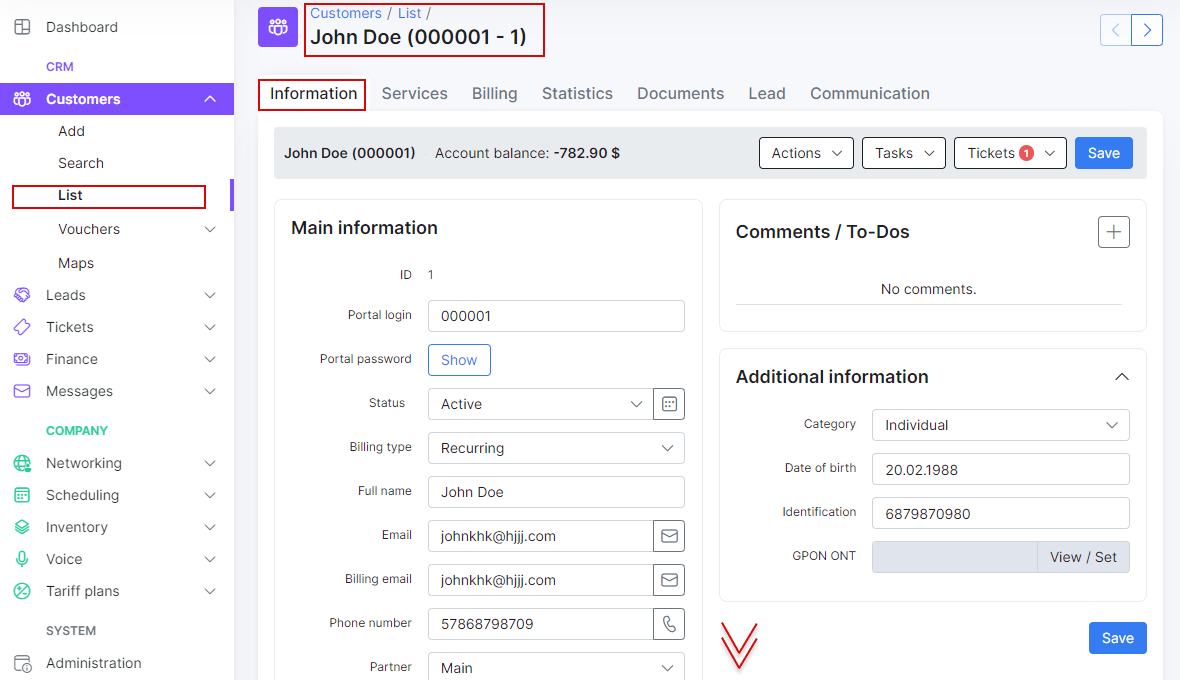 Dashboard
CRM
Customers
Add
Search
List
Vouchers
Maps
Leads
Tickets
Finance
Messages
COMPANY
Networking
Scheduling
Inventory
Voice
Tariff plans
SYSTEM
Administration
Customers / List /
John Doe (000001 - 1)
Information Services Billing Statistics Documents Lead Communication
John Doe (000001) Account balance: -782.90 $ Actions Tasks Tickets 1 Save
Main information
ID 1
Portal login 000001
Portal password Show
Status Active
Billing type Recurring
Full name John Doe
Email johnkhk@hjjj.com
Billing email johnkhk@hjjj.com
Phone number 57868798709
Partner Main
Comments / To-Dos
No comments.
Additional information
Category Individual
Date of birth 20.02.1988
Identification 6879870980
GPON ONT View / Set
Save